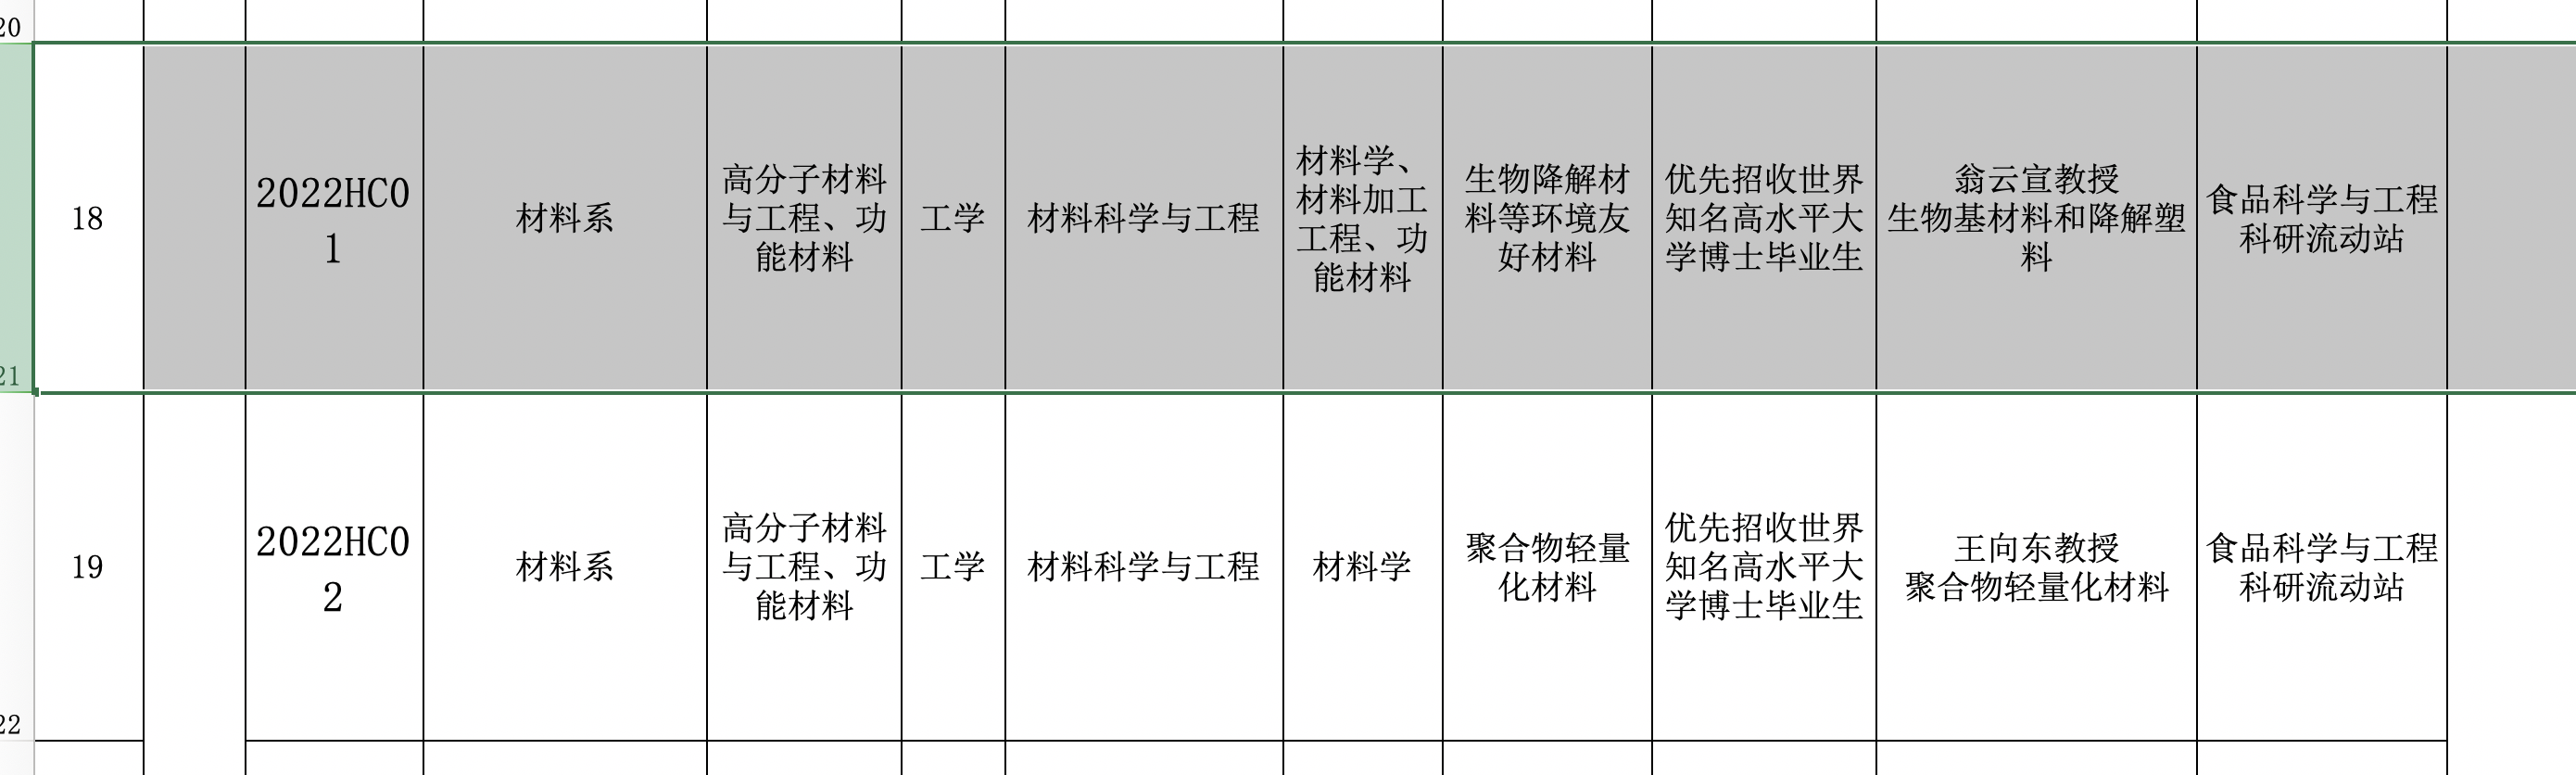 20
18
2022HC0
1
材料系
高分子材料
与工程、功
能材料
工学
材料科学与工程
材料学、
材料加工
工程、功
能材料
生物降解材
料等环境友
好材料
优先招收世界
知名高水平大
学博士毕业生
翁云宣教授
生物基材料和降解塑
料
食品科学与工程
科研流动站
21
19
2022HC0
2
材料系
高分子材料
与工程、功
能材料
工学
材料科学与工程
材料学
聚合物轻量
化材料
优先招收世界
知名高水平大
学博士毕业生
王向东教授
聚合物轻量化材料
食品科学与工程
科研流动站
22